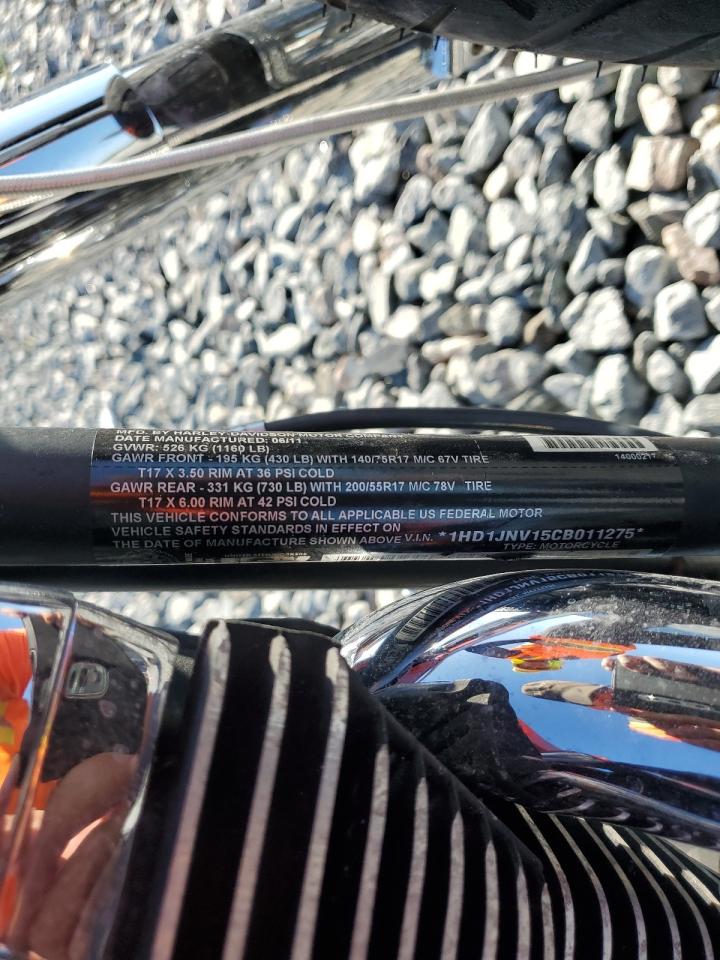 MFD. BY HARLEY-DAVIDSON MOTOR COMPANY
DATE MANUFACTURED: 06/11
GVWR: 526 KG (1160 LB)
GAWR FRONT - 195 KG (430 LB) WITH 140/75R17 M/C 67V TIRE
T17 X 3.50 RIM AT 36 PSI COLD
GAWR REAR - 331 KG (730 LB) WITH 200/55R17 M/C 78V TIRE
T17 X 6.00 RIM AT 42 PSI COLD
THIS VEHICLE CONFORMS TO ALL APPLICABLE US FEDERAL MOTOR
VEHICLE SAFETY STANDARDS IN EFFECT ON
THE DATE OF MANUFACTURE SHOWN ABOVE V.I.N. *1HD1JNV15CB011275*
TYPE: MOTORCYCLE
14000217